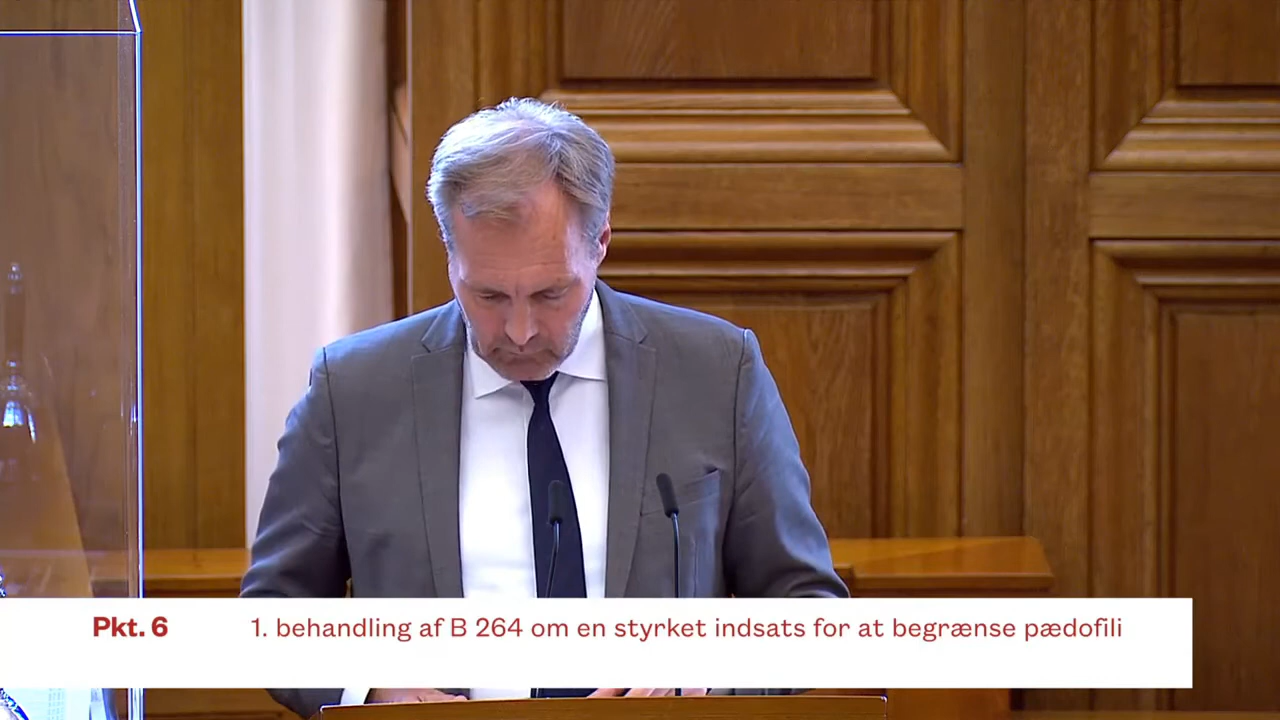 Pkt. 6 1. behandling af B 264 om en styrket indsats for at begrænse pædofili